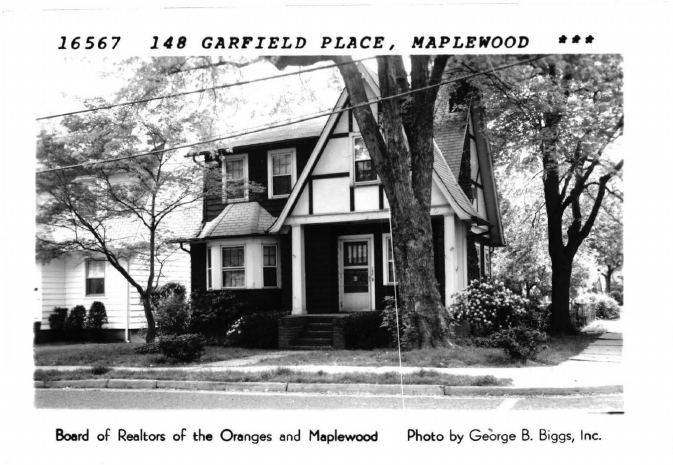 16567 148 GARFIELD PLACE, MAPLEWOOD ***
Board of Realtors of the Oranges and Maplewood Photo by George B. Biggs, Inc.